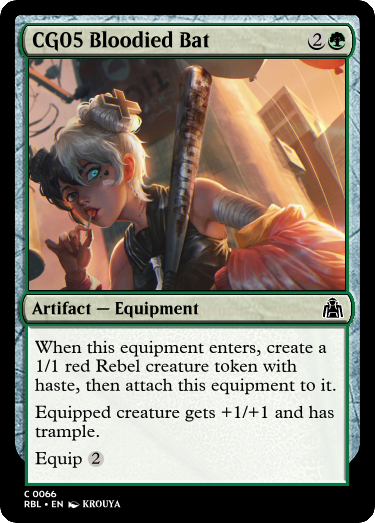 CG05 Bloodied Bat 2
Artifact — Equipment
When this equipment enters, create a
1/1 red Rebel creature token with
haste, then attach this equipment to it.
Equipped creature gets +1/+1 and has
trample.
Equip 2
C 0066
RBL • EN KROUYA